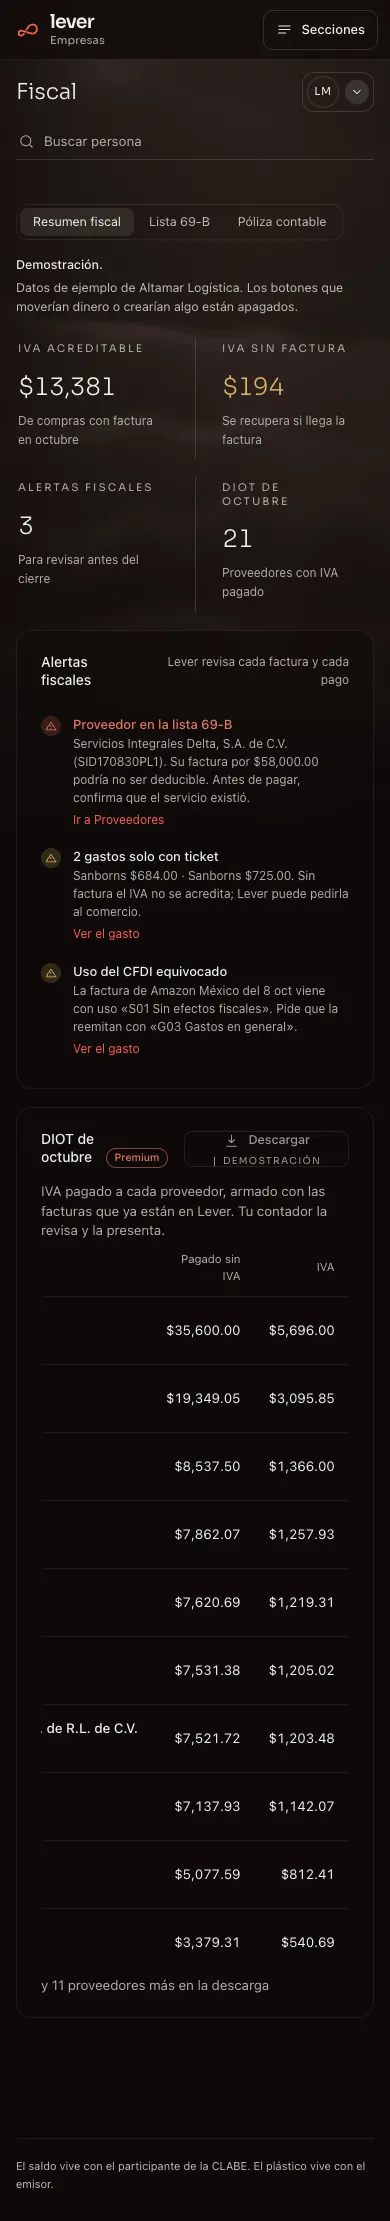 lever
Empresas
Secciones
Fiscal
LM
Buscar persona
Resumen fiscal
Lista 69-B
Póliza contable
Demostración.
Datos de ejemplo de Altamar Logística. Los botones que
moverían dinero o crearían algo están apagados.
IVA ACREDITABLE
$13,381
De compras con factura
en octubre
IVA SIN FACTURA
$194
Se recupera si llega la
factura
ALERTAS FISCALES
3
Para revisar antes del
cierre
DIOT DE
OCTUBRE
21
Proveedores con IVA
pagado
Alertas
fiscales
Lever revisa cada factura y cada
pago
Proveedor en la lista 69-B
Servicios Integrales Delta, S.A. de C.V.
(SID170830PL1). Su factura por $58,000.00
podría no ser deducible. Antes de pagar,
confirma que el servicio existió.
Ir a Proveedores
2 gastos solo con ticket
Sanborns $684.00 · Sanborns $725.00. Sin
factura el IVA no se acredita; Lever puede pedirla
al comercio.
Ver el gasto
Uso del CFDI equivocado
La factura de Amazon México del 8 oct viene
con uso «S01 Sin efectos fiscales». Pide que la
reemitan con «G03 Gastos en general».
Ver el gasto
DIOT de
octubre
Premium
Descargar
| DEMOSTRACIÓN
IVA pagado a cada proveedor, armado con las
facturas que ya están en Lever. Tu contador la
revisa y la presenta.
Pagado sin
IVA
IVA
$35,600.00 $5,696.00
$19,349.05 $3,095.85
$8,537.50 $1,366.00
$7,862.07 $1,257.93
$7,620.69 $1,219.31
$7,531.38 $1,205.02
. de R.L. de C.V.
$7,521.72 $1,203.48
$7,137.93 $1,142.07
$5,077.59 $812.41
$3,379.31 $540.69
y 11 proveedores más en la descarga
El saldo vive con el participante de la CLABE. El plástico vive con el
emisor.